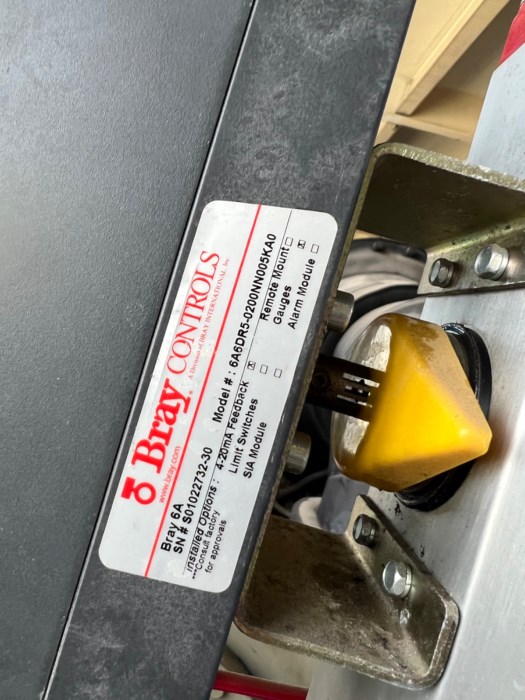 Bray CONTROLS
A Division of BRAY INTERNATIONAL, Inc.
www.bray.com
Bray 6A
SN # S01022732-30 Model # : 6A6DR5-0200NN005KA0
Installed Options : 4-20mA Feedback ☒ Remote Mount ☐
***Consult factory Limit Switches ☐ Gauges ☒
for approvals SIA Module ☐ Alarm Module ☐